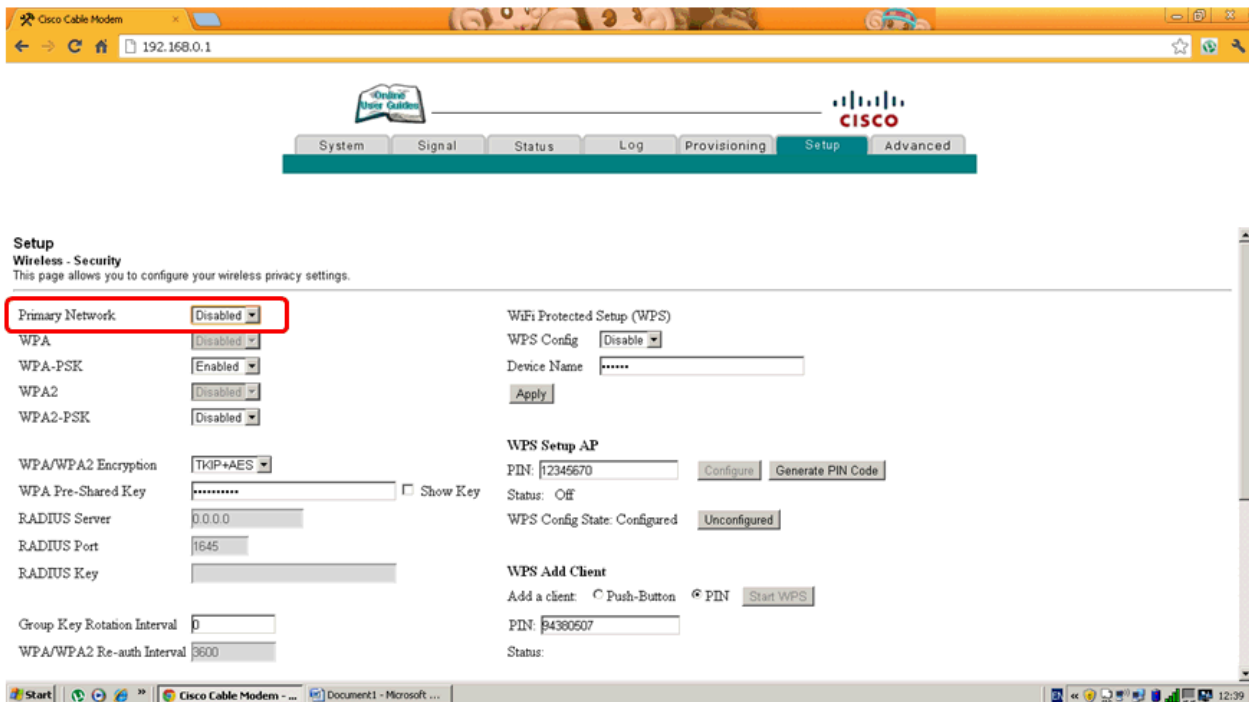 Cisco Cable Modem
192.168.0.1
Online
User Guides
CISCO
System Signal Status Log Provisioning Setup Advanced
Setup
Wireless - Security
This page allows you to configure your wireless privacy settings.
Primary Network Disabled
WPA Disabled
WPA-PSK Enabled
WPA2 Disabled
WPA2-PSK Disabled
WPA/WPA2 Encryption TKIP+AES
WPA Pre-Shared Key •••••••••• Show Key
RADIUS Server 0.0.0.0
RADIUS Port 1645
RADIUS Key
Group Key Rotation Interval 0
WPA/WPA2 Re-auth Interval 3600
WiFi Protected Setup (WPS)
WPS Config Disable
Device Name ••••••
Apply
WPS Setup AP
PIN: 12345670 Configure Generate PIN Code
Status: Off
WPS Config State: Configured Unconfigured
WPS Add Client
Add a client: Push-Button PIN Start WPS
PIN: 94380507
Status:
Start » Cisco Cable Modem - ... Document1 - Microsoft ... EN « 12:39